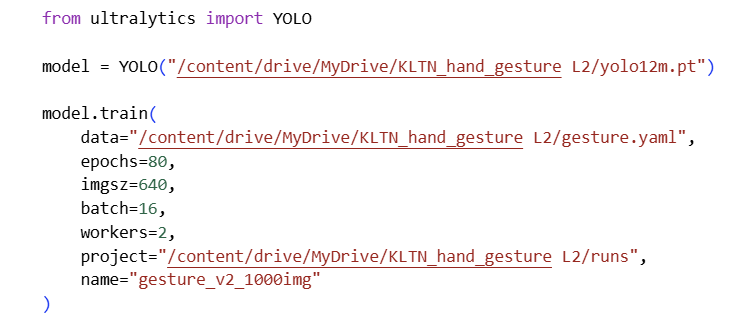 from ultralytics import YOLO
model = YOLO("/content/drive/MyDrive/KLTN_hand_gesture L2/yolo12m.pt")
model.train(
data="/content/drive/MyDrive/KLTN_hand_gesture L2/gesture.yaml",
epochs=80,
imgsz=640,
batch=16,
workers=2,
project="/content/drive/MyDrive/KLTN_hand_gesture L2/runs",
name="gesture_v2_1000img"
)